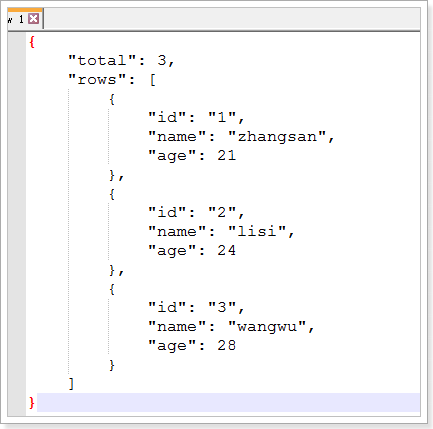 w 1
{
    "total": 3,
    "rows": [
        {
            "id": "1",
            "name": "zhangsan",
            "age": 21
        },
        {
            "id": "2",
            "name": "lisi",
            "age": 24
        },
        {
            "id": "3",
            "name": "wangwu",
            "age": 28
        }
    ]
}